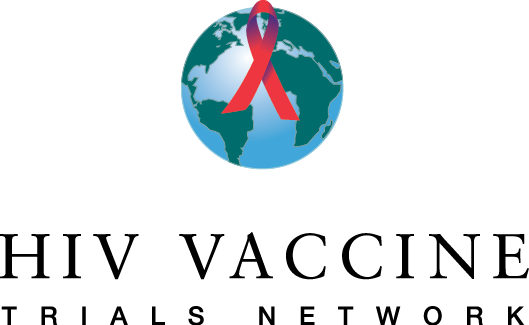 HIV VACCINE
TRIALS NETWORK